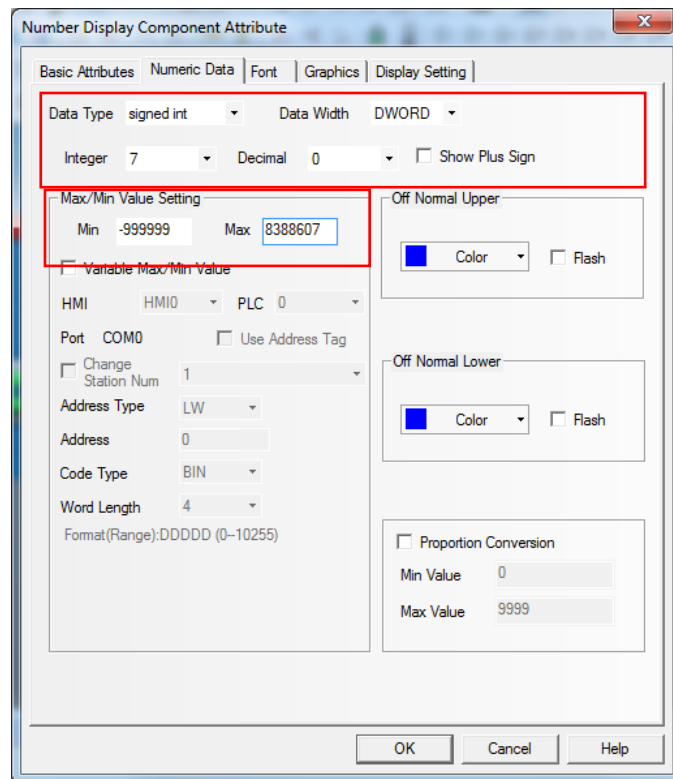 Number Display Component Attribute
x
Basic Attributes Numeric Data Font Graphics Display Setting
Data Type signed int Data Width DWORD
Integer 7 Decimal 0 Show Plus Sign
Max/Min Value Setting
Min -999999 Max 8388607
Variable Max/Min Value
HMI HMI0 PLC 0
Port COM0 Use Address Tag
Change
Station Num 1
Address Type LW
Address 0
Code Type BIN
Word Length 4
Format(Range):DDDDD (0--10255)
Off Normal Upper
Color Flash
Off Normal Lower
Color Flash
Proportion Conversion
Min Value 0
Max Value 9999
OK Cancel Help